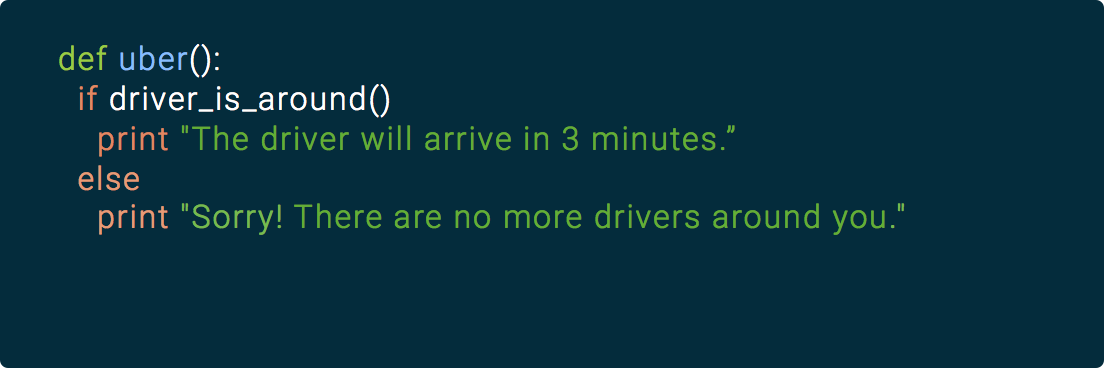 def uber():
if driver_is_around()
print "The driver will arrive in 3 minutes.”
else
print "Sorry! There are no more drivers around you."